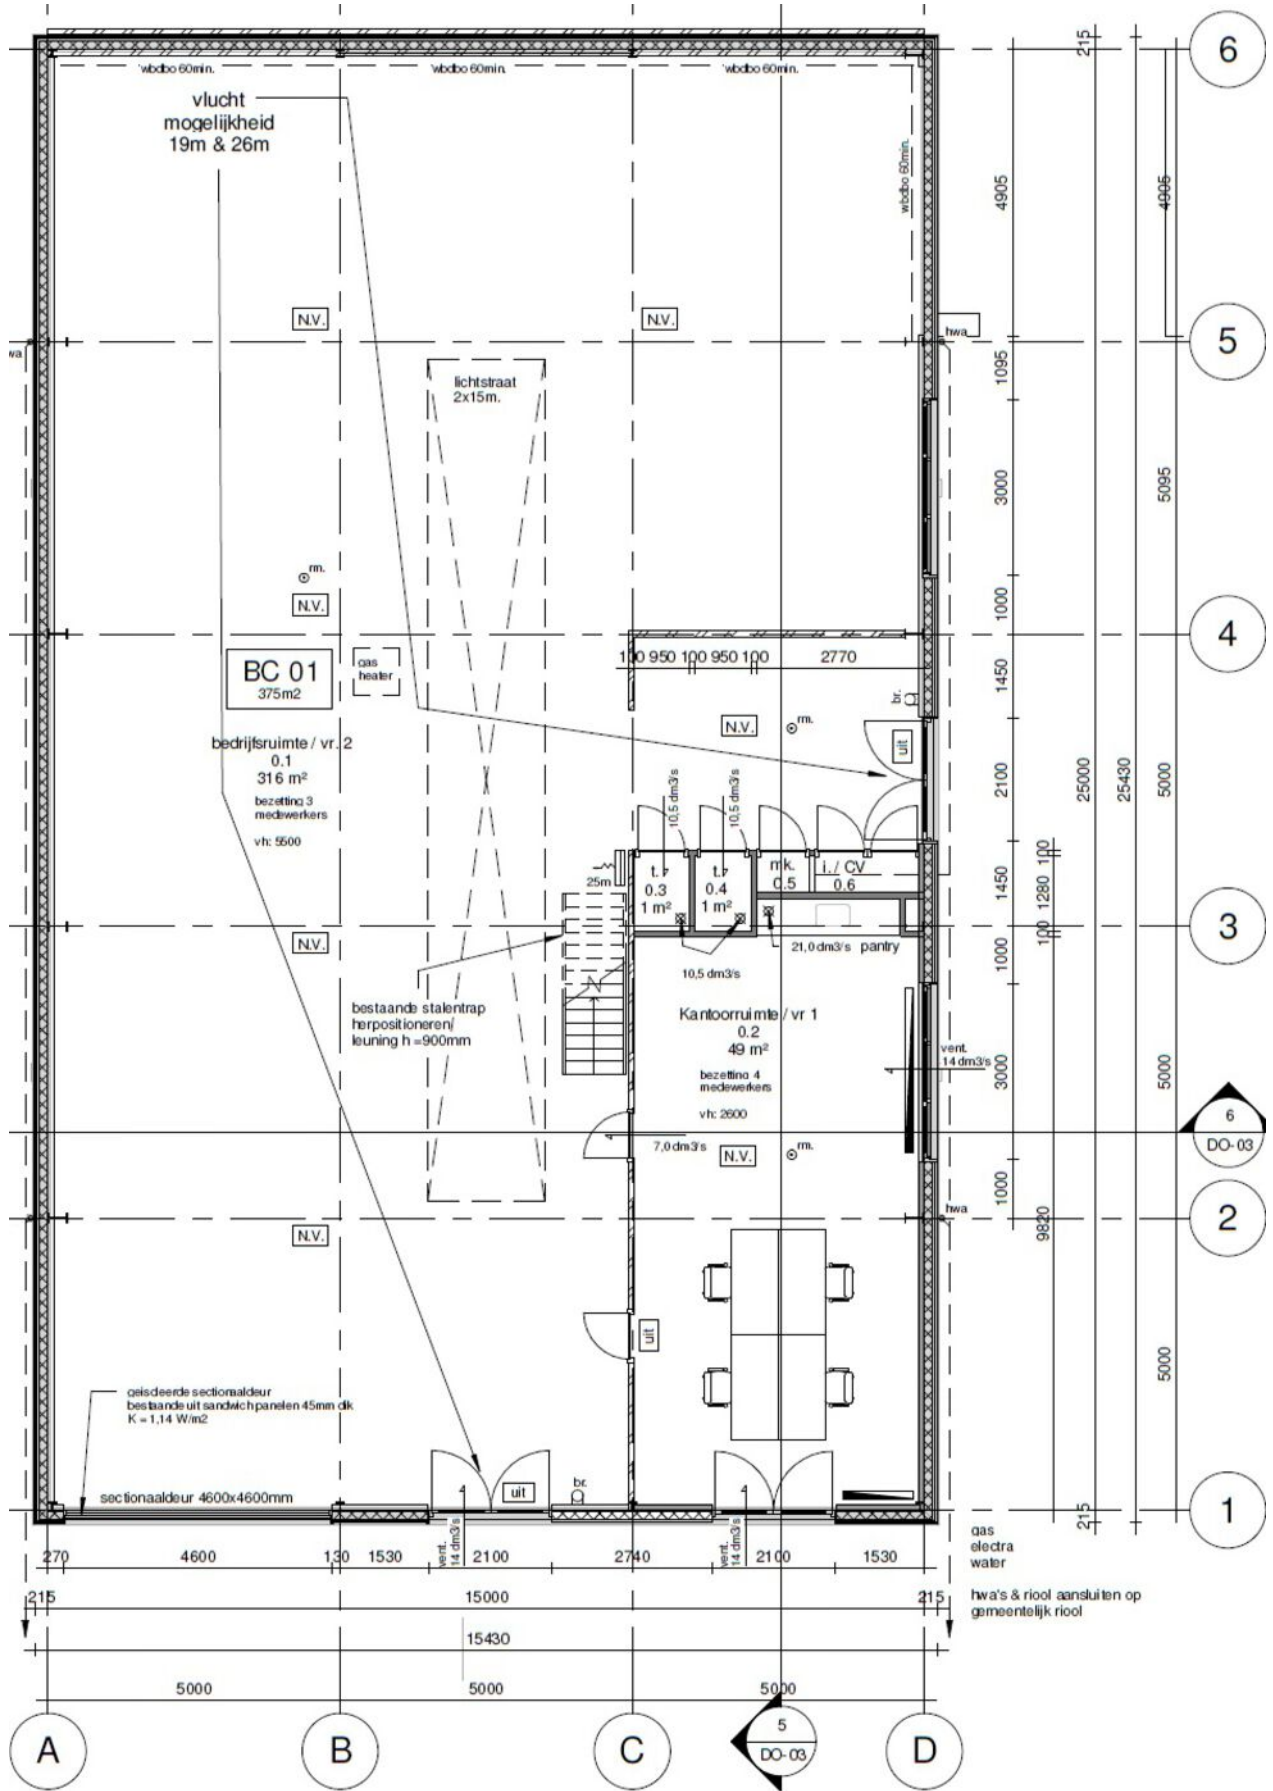 6
215
wbdbo 60min.
wbdbo 60min.
wbdbo 60min.
vlucht
mogelijkheid
19m & 26m
wbdbo 60min.
4905
4905
N.V.
N.V.
hwa
wa
5
1095
lichtstraat
2x15m.
3000
5095
rm.
N.V.
1000
4
100 950 100 950 100
2770
BC 01
375m2
gas
heater
1450
br.
N.V.
rm.
uit
bedrijfsruimte / vr. 2
0.1
316 m²
bezetting 3
medewerkers
vh: 5500
10,5 dm3/s
10,5 dm3/s
2100
25000
25430
5000
25m
t.
0.3
1 m²
t.
0.4
1 m²
mk.
0.5
i. / CV
0.6
1450
100
1280
100
3
N.V.
21,0 dm3/s pantry
1000
10,5 dm3/s
bestaande stalentrap
herpositioneren/
leuning h =900mm
Kantoorruimte / vr 1
0.2
49 m²
bezetting 4
medewerkers
vh: 2600
vent.
14 dm3/s
3000
5000
6
DO-03
7,0 dm3/s
N.V.
rm.
1000
hwa
2
9820
N.V.
uit
5000
geisoleerde sectionaaldeur
bestaande uit sandwich panelen 45mm dik
K = 1,14 W/m2
sectionaaldeur 4600x4600mm
uit
br.
1
215
gas
electra
water
vent.
14 dm3/s
vent.
14 dm3/s
270
4600
130
1530
2100
2740
2100
1530
215
15000
215
hwa's & riool aansluiten op
gemeentelijk riool
15430
5000
5000
5000
A
B
C
5
DO-03
D